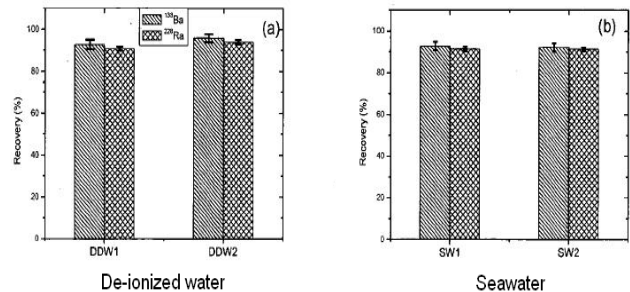 (a)
¹³³Ba
²²⁸Ra
Recovery (%)
100
80
60
40
20
0
DDW1 DDW2
De-ionized water
(b)
Recovery (%)
100
80
60
40
20
0
SW1 SW2
Seawater